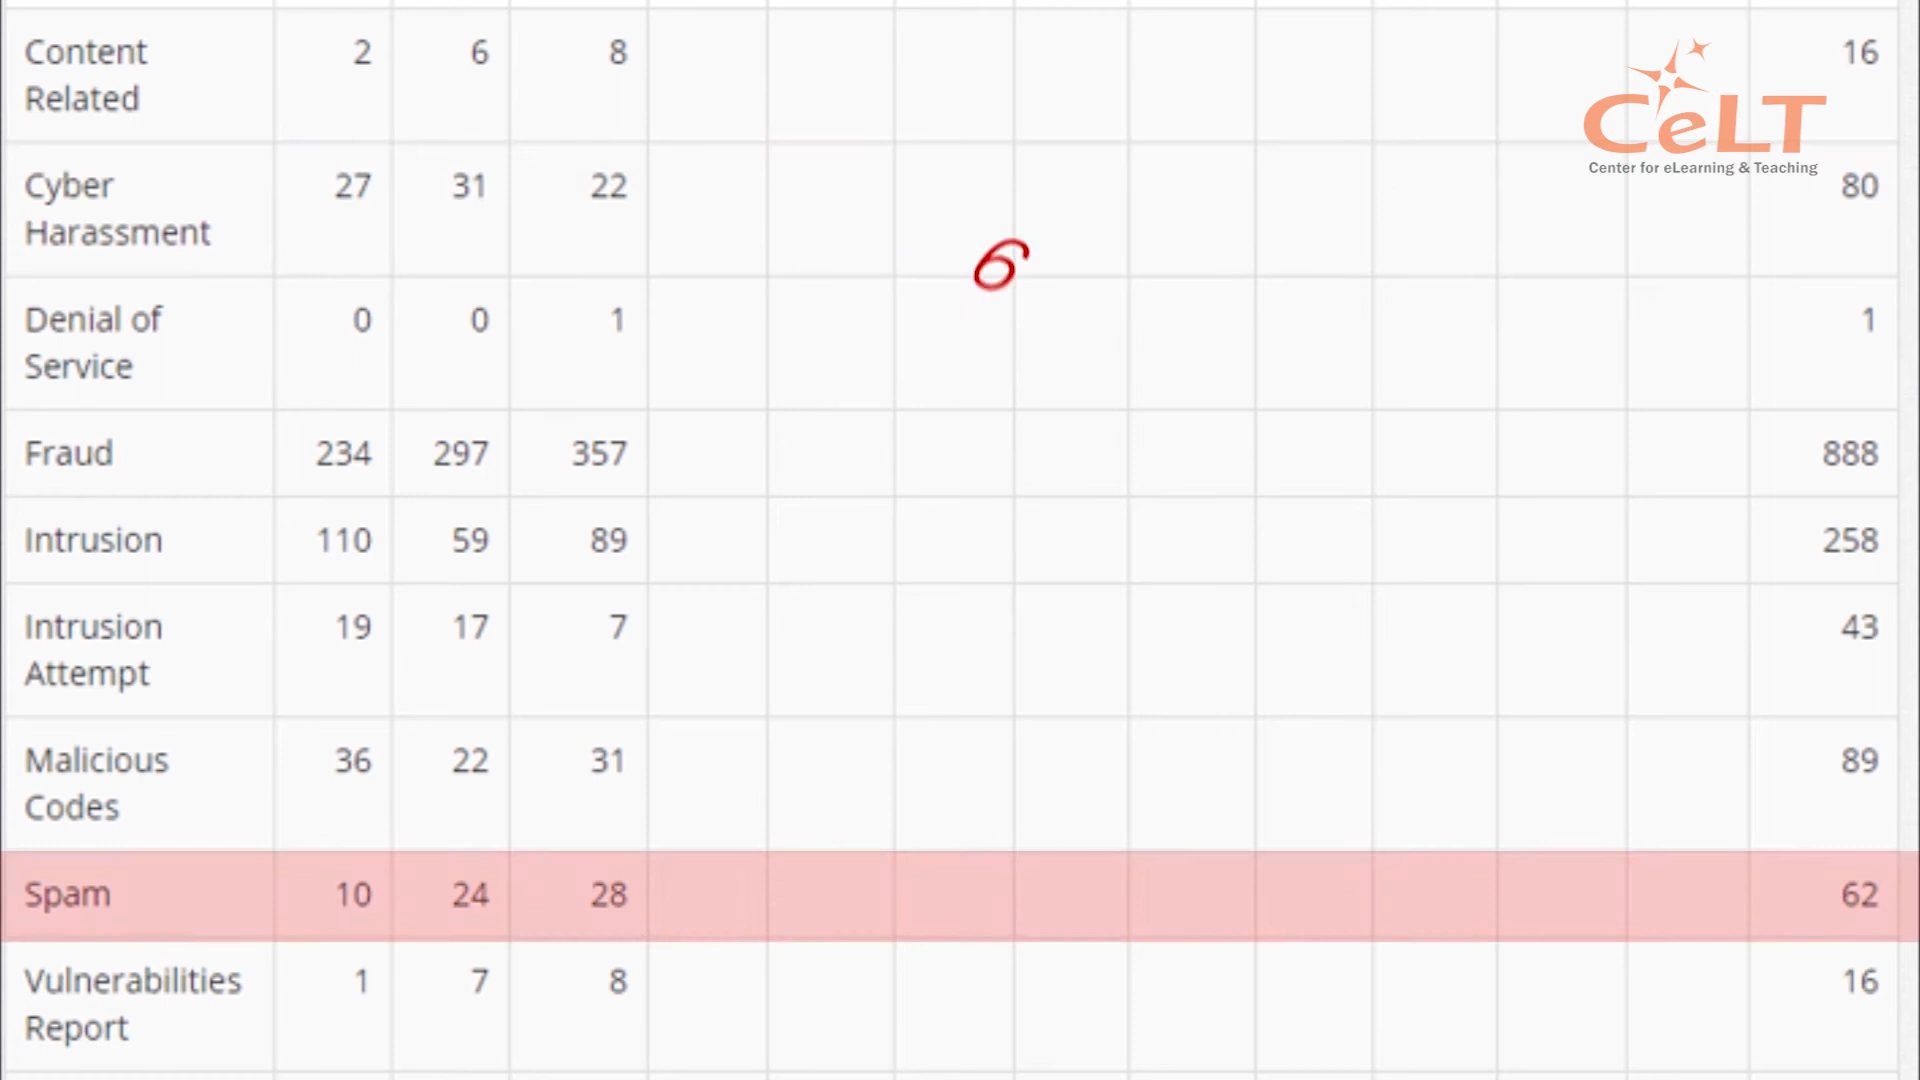 Content Related 2 6 8 16
Cyber Harassment 27 31 22 80
Denial of Service 0 0 1 1
Fraud 234 297 357 888
Intrusion 110 59 89 258
Intrusion Attempt 19 17 7 43
Malicious Codes 36 22 31 89
Spam 10 24 28 62
Vulnerabilities Report 1 7 8 16
6
CeLT
Center for eLearning & Teaching